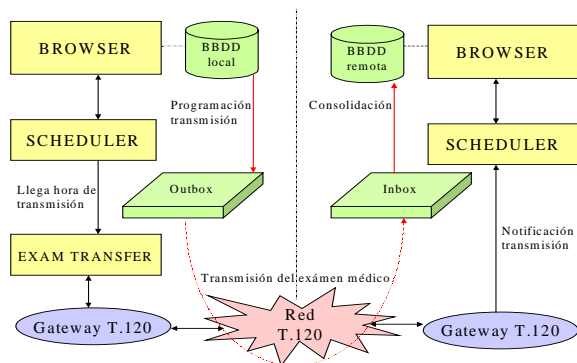 BROWSER
BBDD
local
BBDD
remota
BROWSER
Programación
transmisión
Consolidación
SCHEDULER
SCHEDULER
Llega hora de
transmisión
Outbox
Inbox
Notificación
transmisión
EXAM TRANSFER
Transmisión del exámen médico
Gateway T.120
Red
T.120
Gateway T.120